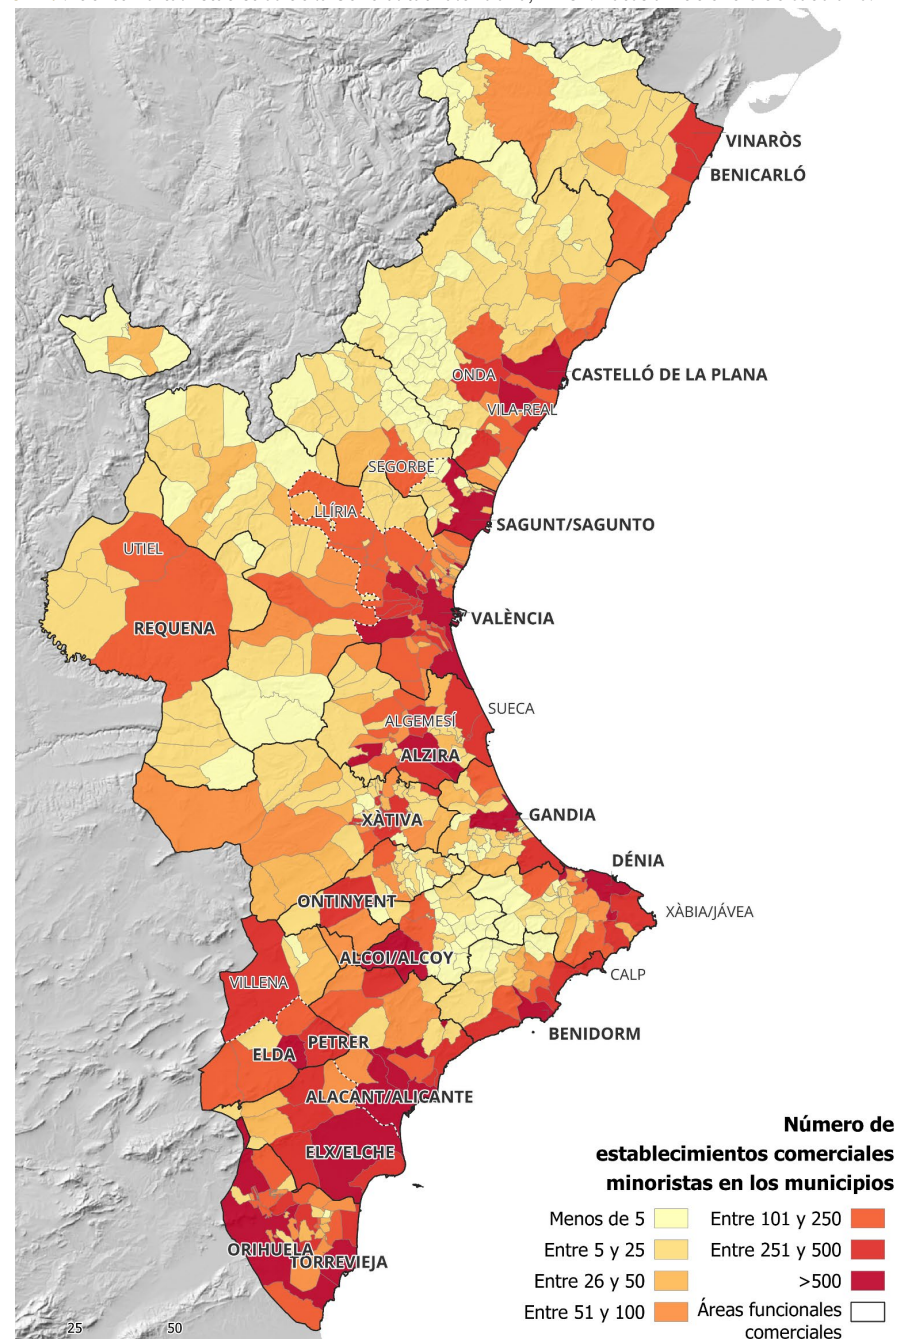 VINARÒS
BENICARLÓ
ONDA
CASTELLÓ DE LA PLANA
VILA-REAL
SEGORBE
LLÍRIA
SAGUNT/SAGUNTO
UTIEL
REQUENA
VALÈNCIA
SUECA
ALGEMESÍ
ALZIRA
GANDIA
XÀTIVA
DÉNIA
ONTINYENT
XÀBIA/JÁVEA
ALCOI/ALCOY
CALP
VILLENA
BENIDORM
PETRER
ELDA
ALACANT/ALICANTE
ELX/ELCHE
ORIHUELA
TORREVIEJA
Número de
establecimientos comerciales
minoristas en los municipios
Menos de 5
Entre 101 y 250
Entre 5 y 25
Entre 251 y 500
Entre 26 y 50
>500
Entre 51 y 100
Áreas funcionales
comerciales
25 50